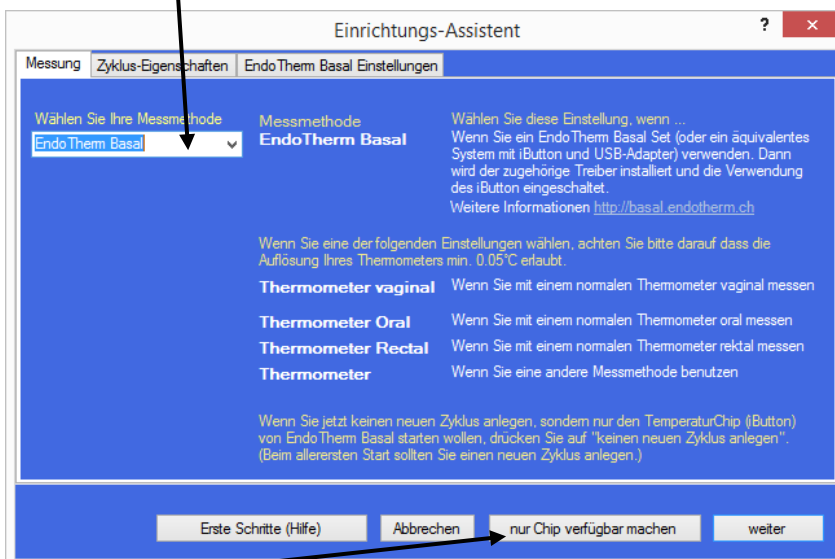 Einrichtungs-Assistent
?
×
Messung
Zyklus-Eigenschaften
EndoTherm Basal Einstellungen
Wählen Sie Ihre Messmethode
EndoTherm Basal
Messmethode
EndoTherm Basal
Wählen Sie diese Einstellung, wenn ...
Wenn Sie ein EndoTherm Basal Set (oder ein äquivalentes
System mit iButton und USB-Adapter) verwenden. Dann
wird der zugehörige Treiber installiert und die Verwendung
des iButton eingeschaltet.
Weitere Informationen http://basal.endotherm.ch
Wenn Sie eine der folgenden Einstellungen wählen, achten Sie bitte darauf dass die
Auflösung Ihres Thermometers min. 0.05°C erlaubt.
Thermometer vaginal Wenn Sie mit einem normalen Thermometer vaginal messen
Thermometer Oral Wenn Sie mit einem normalen Thermometer oral messen
Thermometer Rectal Wenn Sie mit einem normalen Thermometer rektal messen
Thermometer Wenn Sie eine andere Messmethode benutzen
Wenn Sie jetzt keinen neuen Zyklus anlegen, sondern nur den TemperaturChip (iButton)
von EndoTherm Basal starten wollen, drücken Sie auf "keinen neuen Zyklus anlegen".
(Beim allerersten Start sollten Sie einen neuen Zyklus anlegen.)
Erste Schritte (Hilfe)
Abbrechen
nur Chip verfügbar machen
weiter